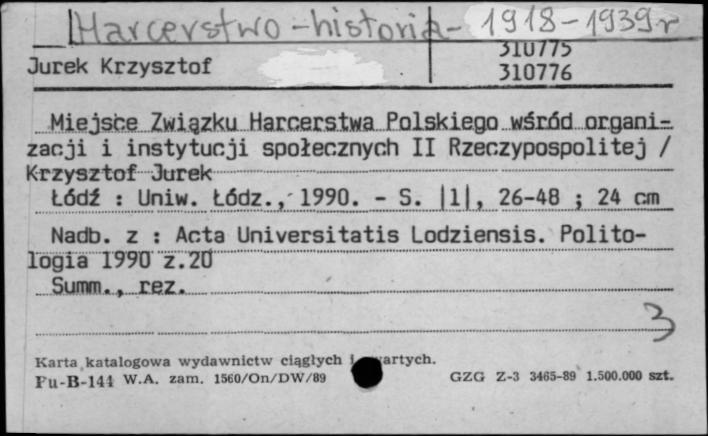 Harcerstwo - historia - 1918-1939 r
310775
Jurek Krzysztof
310776
Miejsce Związku Harcerstwa Polskiego wśród organi-
zacji i instytucji społecznych II Rzeczypospolitej /
Krzysztof Jurek
Łódź : Uniw. Łódz., 1990. - S. |1|, 26-48 ; 24 cm
Nadb. z : Acta Universitatis Lodziensis. Polito-
logia 1990 z.20
Summ., rez.
3
Karta katalogowa wydawnictw ciągłych i
Pu-B-144 W.A. zam. 1560/On/DW/89 GZG Z-3 3465-89 1.500.000 szt.